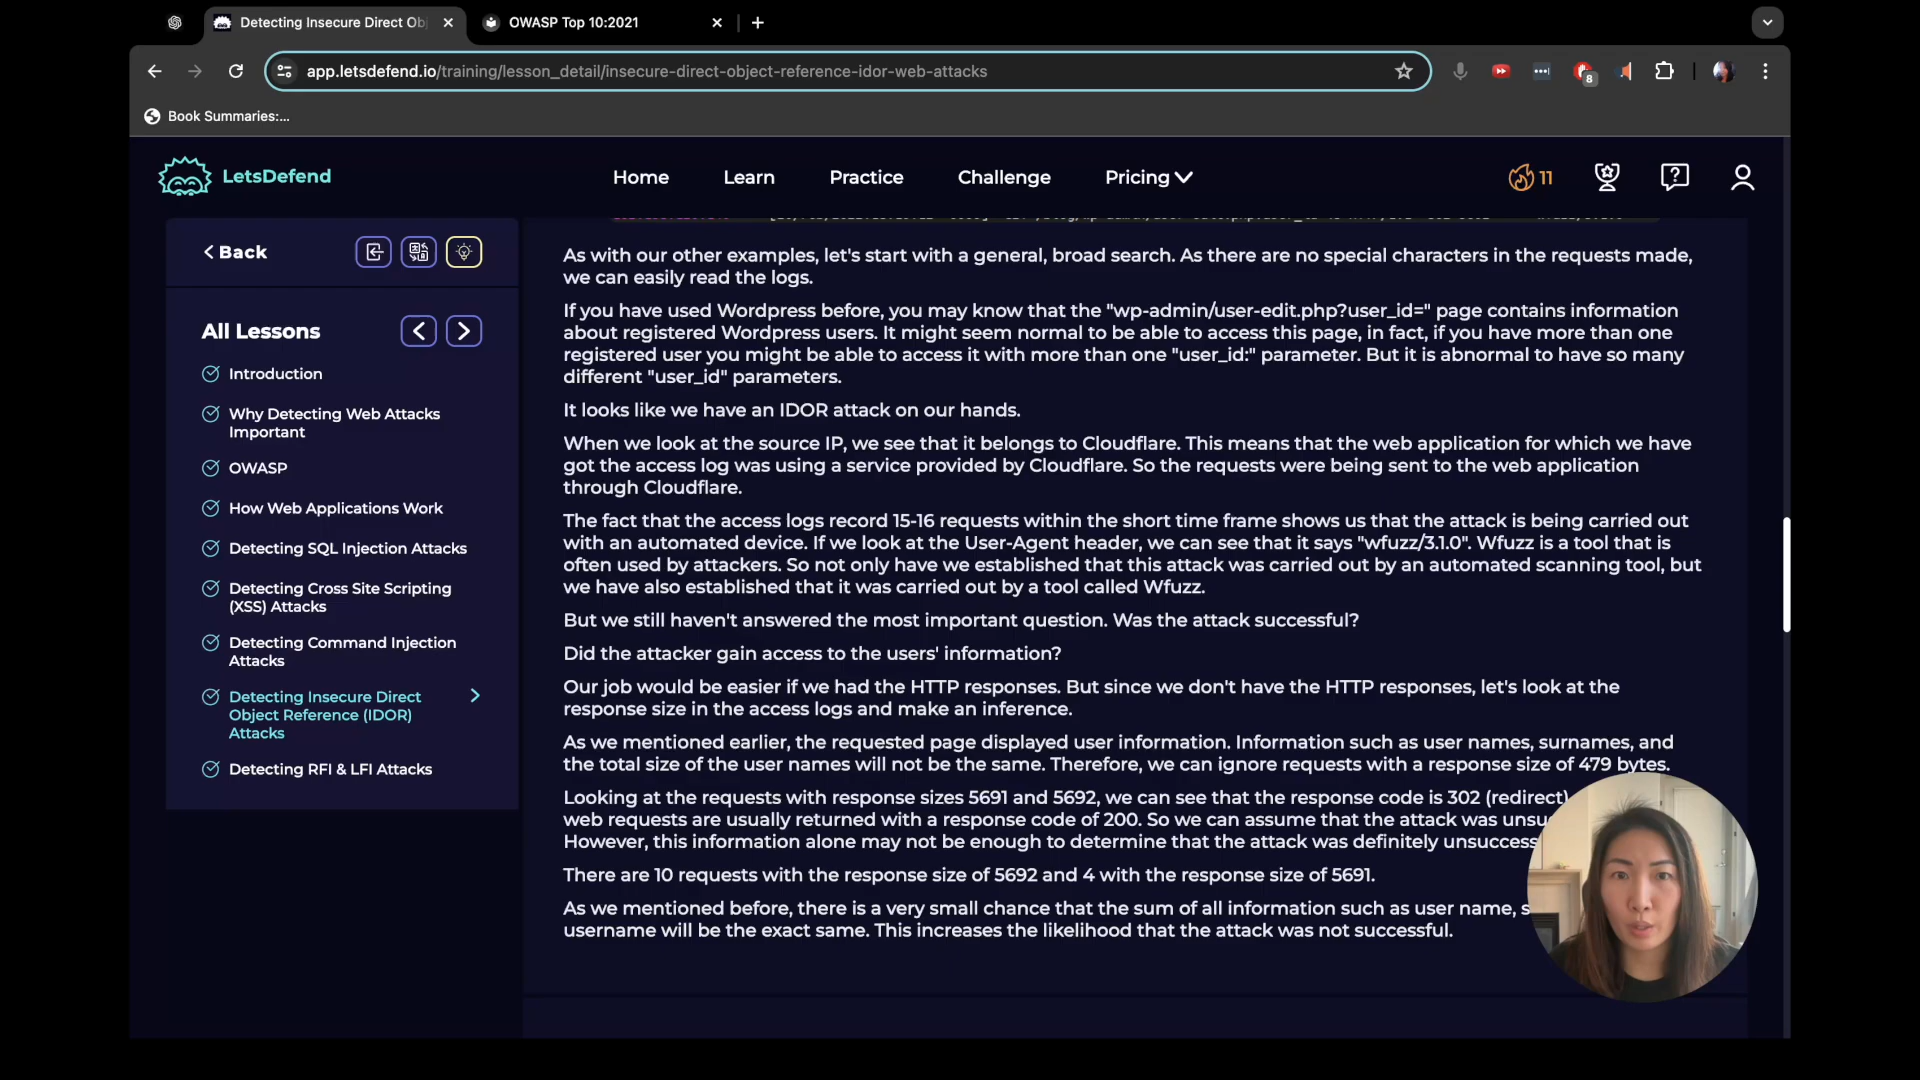 Detecting Insecure Direct Ob
OWASP Top 10:2021
app.letsdefend.io/training/lesson_detail/insecure-direct-object-reference-idor-web-attacks
8
Book Summaries:...
LetsDefend
Home
Learn
Practice
Challenge
Pricing
11
Back
All Lessons
Introduction
Why Detecting Web Attacks
Important
OWASP
How Web Applications Work
Detecting SQL Injection Attacks
Detecting Cross Site Scripting
(XSS) Attacks
Detecting Command Injection
Attacks
Detecting Insecure Direct
Object Reference (IDOR)
Attacks
Detecting RFI & LFI Attacks
As with our other examples, let's start with a general, broad search. As there are no special characters in the requests made,
we can easily read the logs.
If you have used Wordpress before, you may know that the "wp-admin/user-edit.php?user_id=" page contains information
about registered Wordpress users. It might seem normal to be able to access this page, in fact, if you have more than one
registered user you might be able to access it with more than one "user_id:" parameter. But it is abnormal to have so many
different "user_id" parameters.
It looks like we have an IDOR attack on our hands.
When we look at the source IP, we see that it belongs to Cloudflare. This means that the web application for which we have
got the access log was using a service provided by Cloudflare. So the requests were being sent to the web application
through Cloudflare.
The fact that the access logs record 15-16 requests within the short time frame shows us that the attack is being carried out
with an automated device. If we look at the User-Agent header, we can see that it says "wfuzz/3.1.0". Wfuzz is a tool that is
often used by attackers. So not only have we established that this attack was carried out by an automated scanning tool, but
we have also established that it was carried out by a tool called Wfuzz.
But we still haven't answered the most important question. Was the attack successful?
Did the attacker gain access to the users' information?
Our job would be easier if we had the HTTP responses. But since we don't have the HTTP responses, let's look at the
response size in the access logs and make an inference.
As we mentioned earlier, the requested page displayed user information. Information such as user names, surnames, and
the total size of the user names will not be the same. Therefore, we can ignore requests with a response size of 479 bytes.
Looking at the requests with response sizes 5691 and 5692, we can see that the response code is 302 (redirect)
web requests are usually returned with a response code of 200. So we can assume that the attack was unsu
However, this information alone may not be enough to determine that the attack was definitely unsuccess
There are 10 requests with the response size of 5692 and 4 with the response size of 5691.
As we mentioned before, there is a very small chance that the sum of all information such as user name, s
username will be the exact same. This increases the likelihood that the attack was not successful.